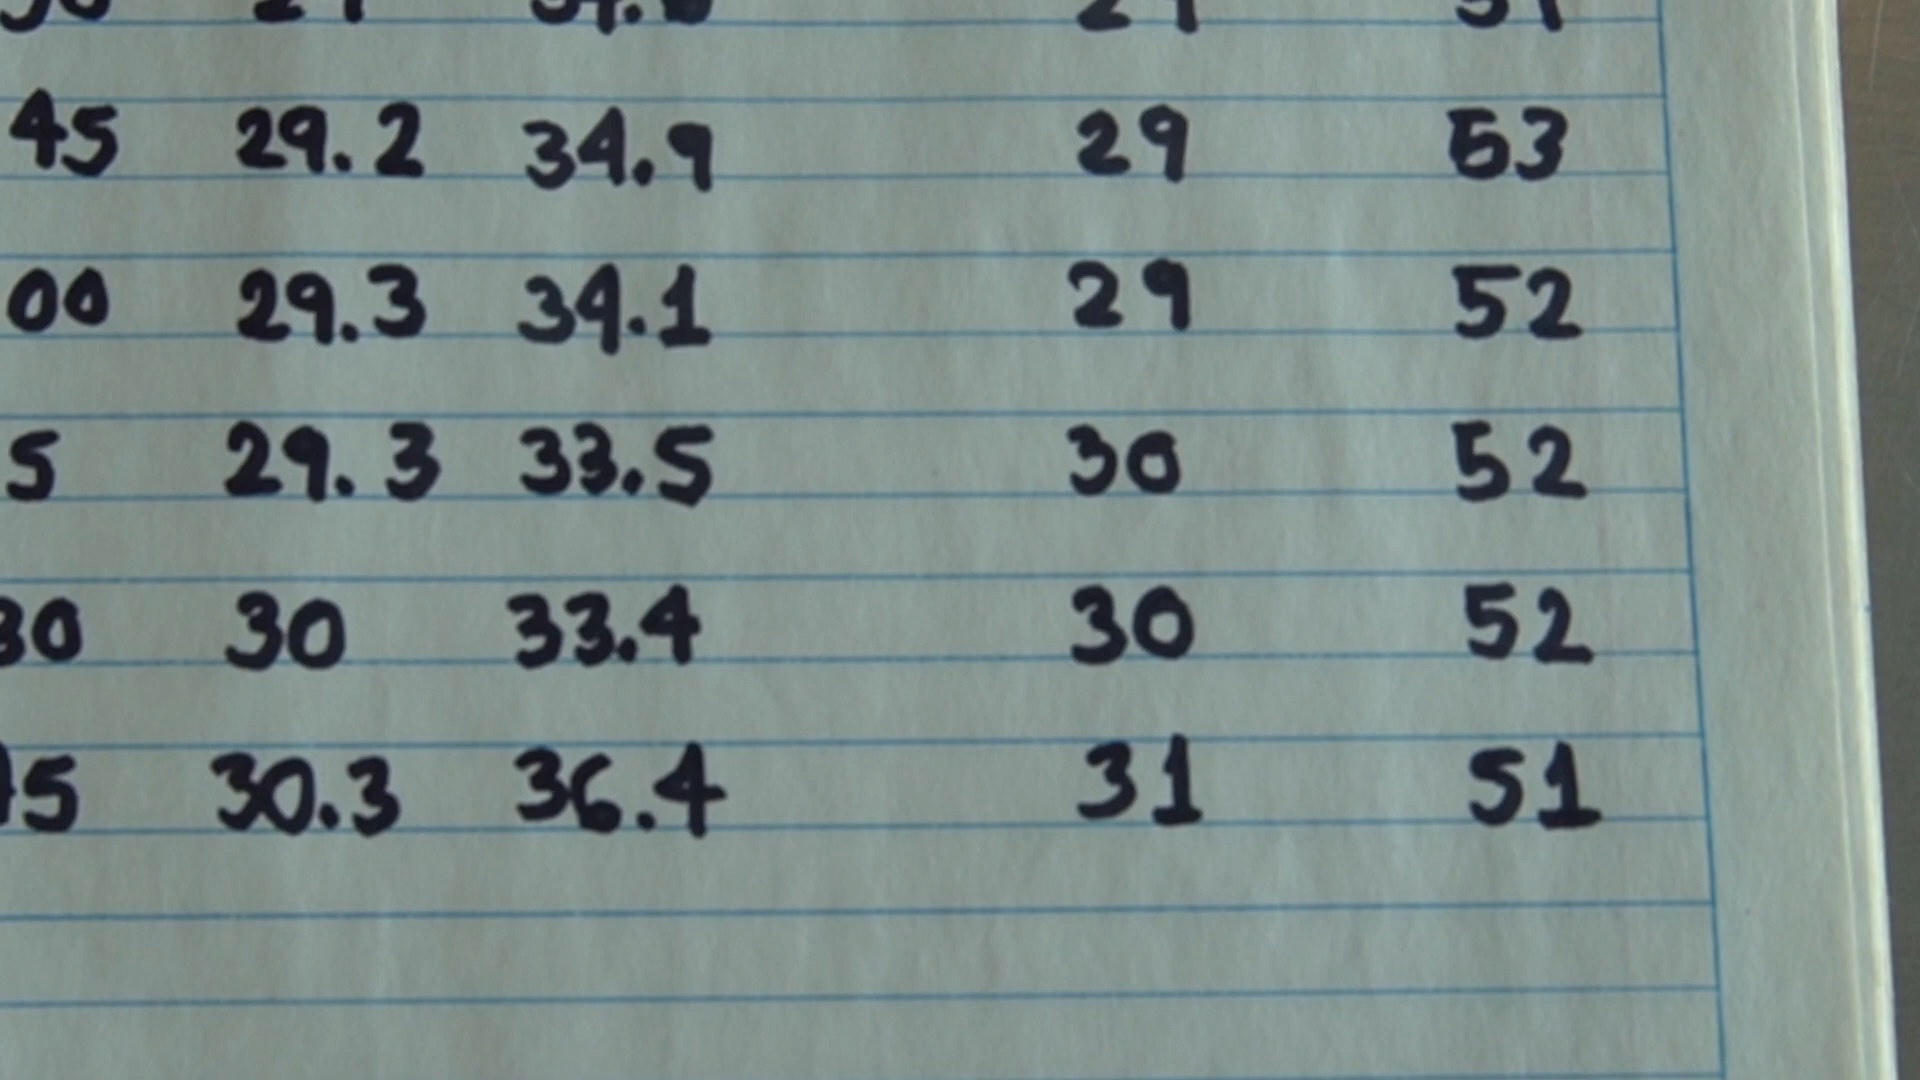 45 29.2 34.9 29 53
00 29.3 34.1 29 52
5 29.3 33.5 30 52
30 30 33.4 30 52
45 30.3 36.4 31 51